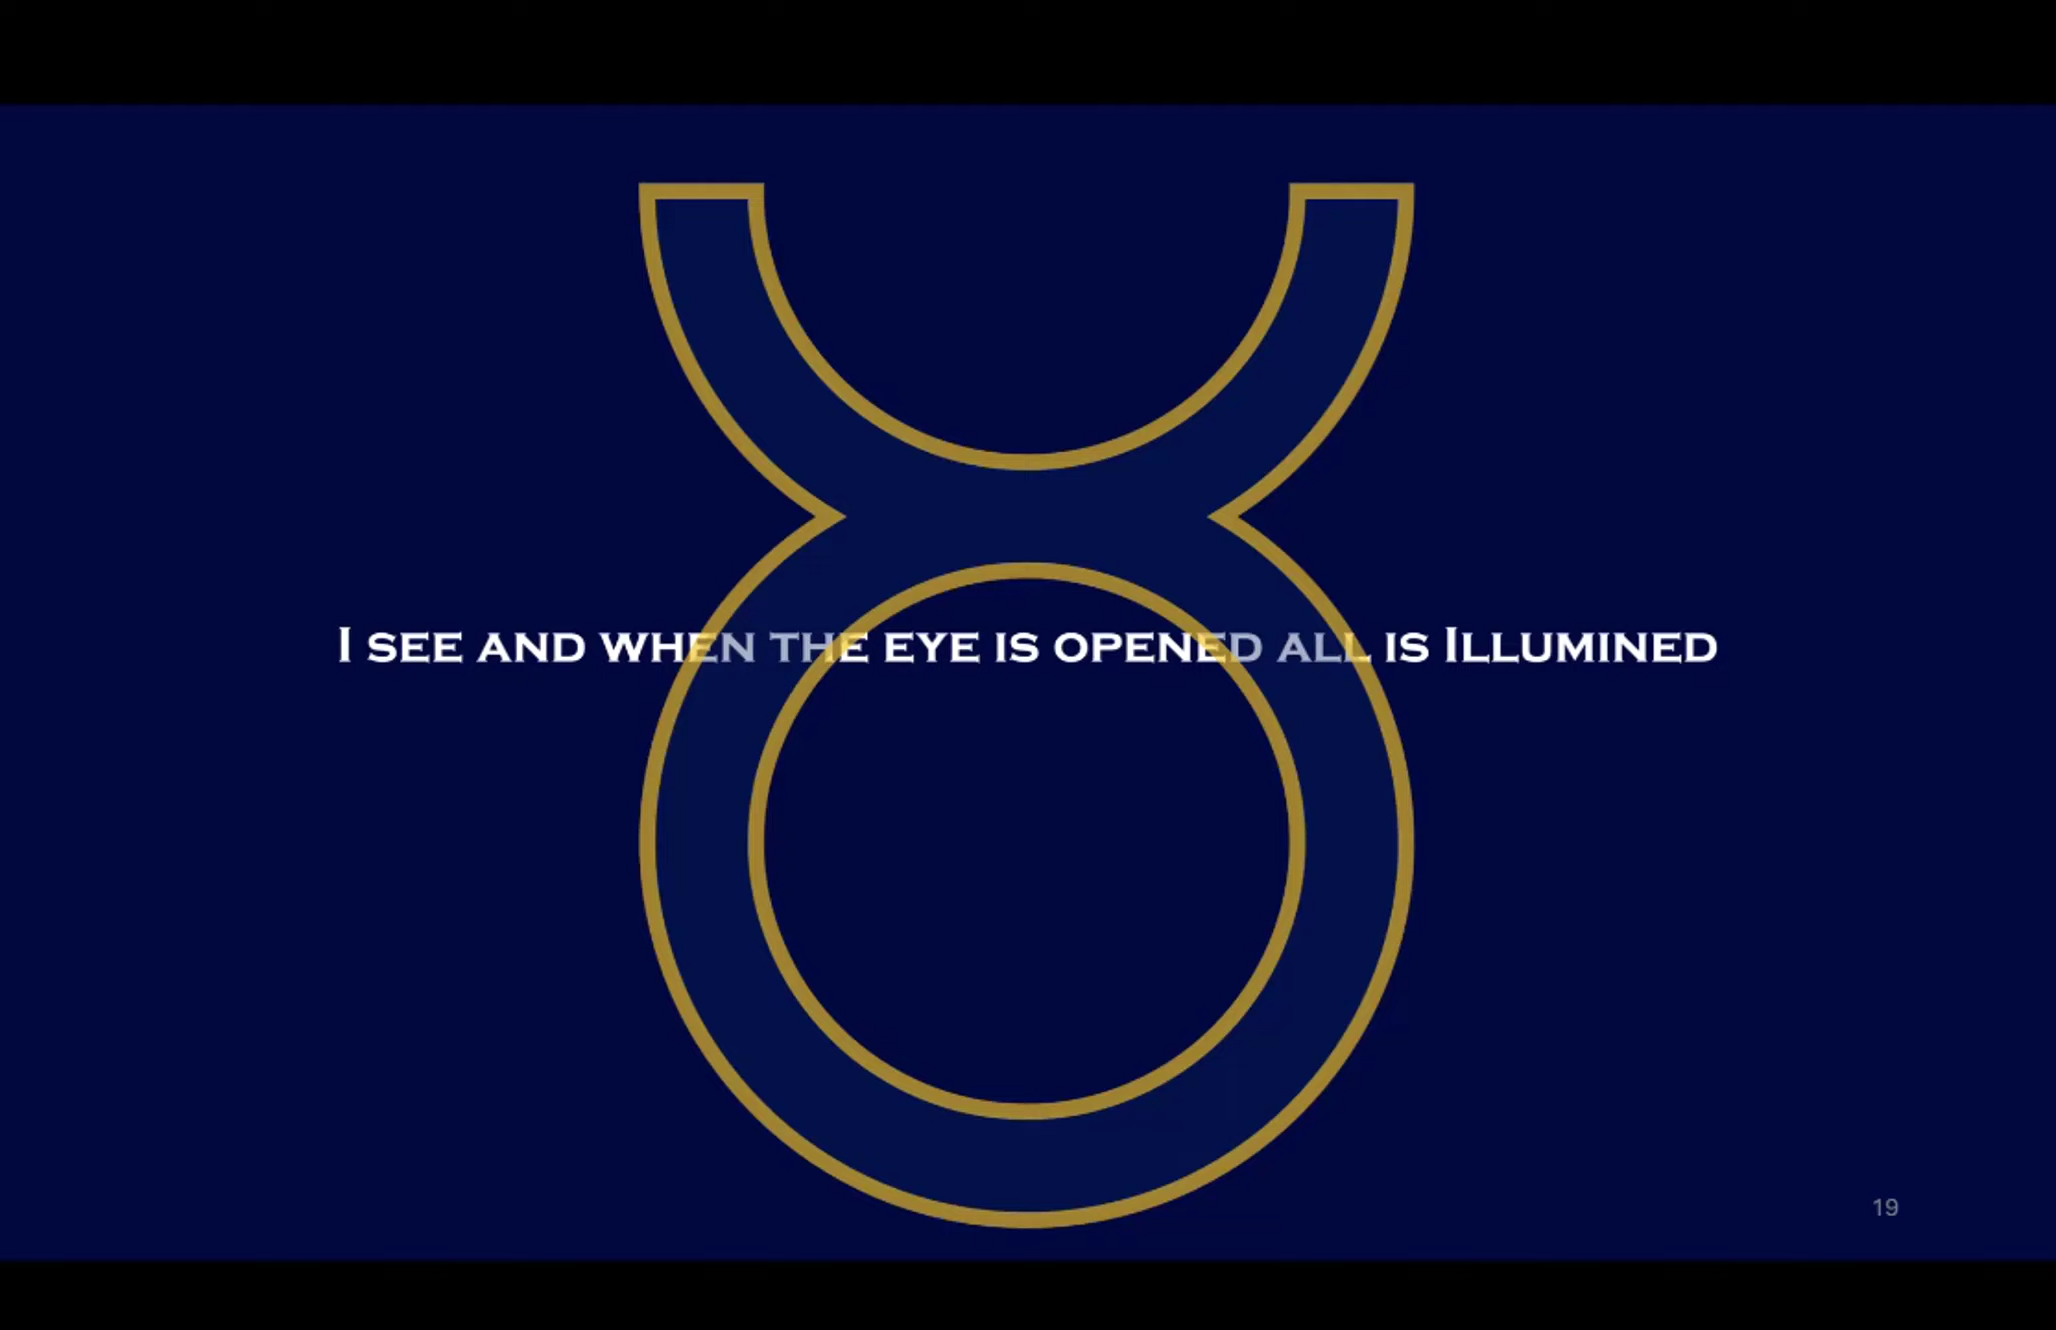 I SEE AND WHEN THE EYE IS OPENED ALL IS ILLUMINED
19